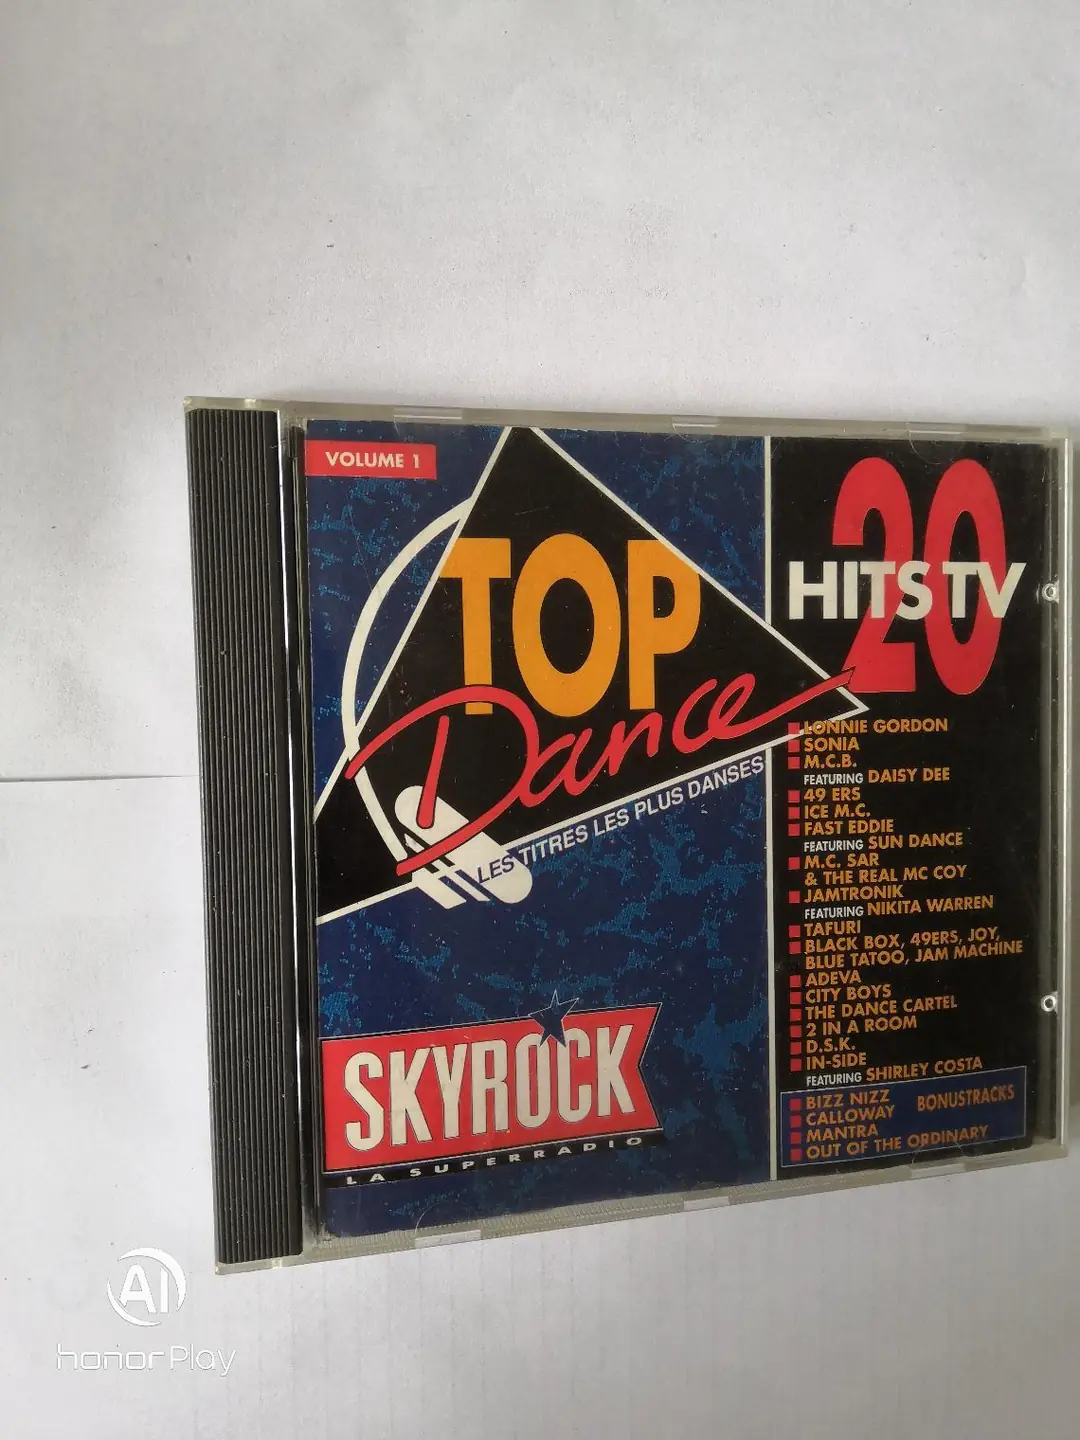 VOLUME 1
TOP
Dance
LES TITRES LES PLUS DANSES
SKYROCK
LA SUPERRADIO
20
HITS TV
LONNIE GORDON
SONIA
M.C.B.
FEATURING DAISY DEE
49 ERS
ICE M.C.
FAST EDDIE
FEATURING SUN DANCE
M.C. SAR
& THE REAL MC COY
JAMTRONIK
FEATURING NIKITA WARREN
TAFURI
BLACK BOX, 49ERS, JOY,
BLUE TATOO, JAM MACHINE
ADEVA
CITY BOYS
THE DANCE CARTEL
2 IN A ROOM
D.S.K.
IN-SIDE
FEATURING SHIRLEY COSTA
BIZZ NIZZ BONUSTRACKS
CALLOWAY
MANTRA
OUT OF THE ORDINARY
AI
honor Play